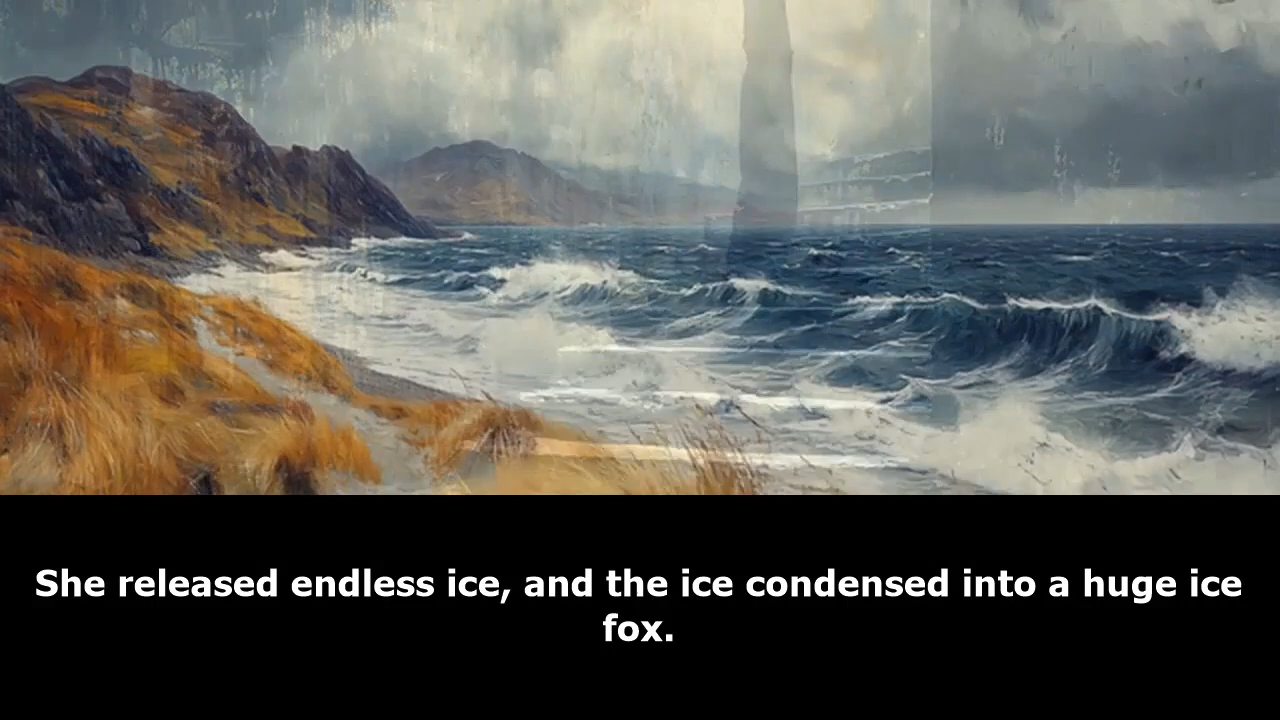 She released endless ice, and the ice condensed into a huge ice
fox.